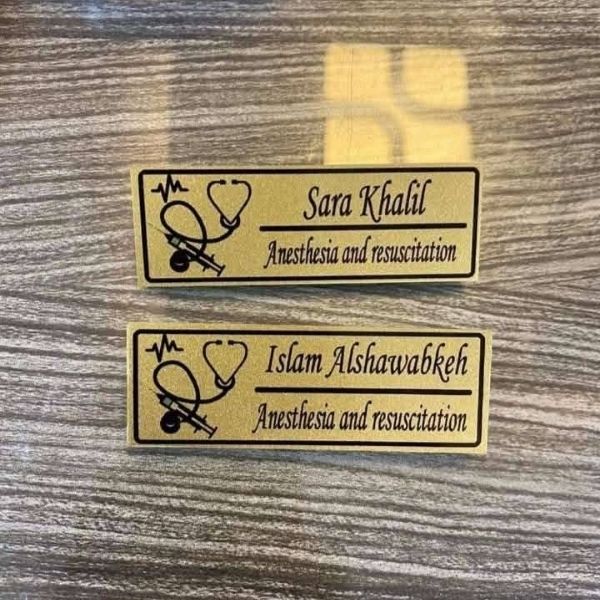 Sara Khalil
Anesthesia and resuscitation
Islam Alshawabkeh
Anesthesia and resuscitation